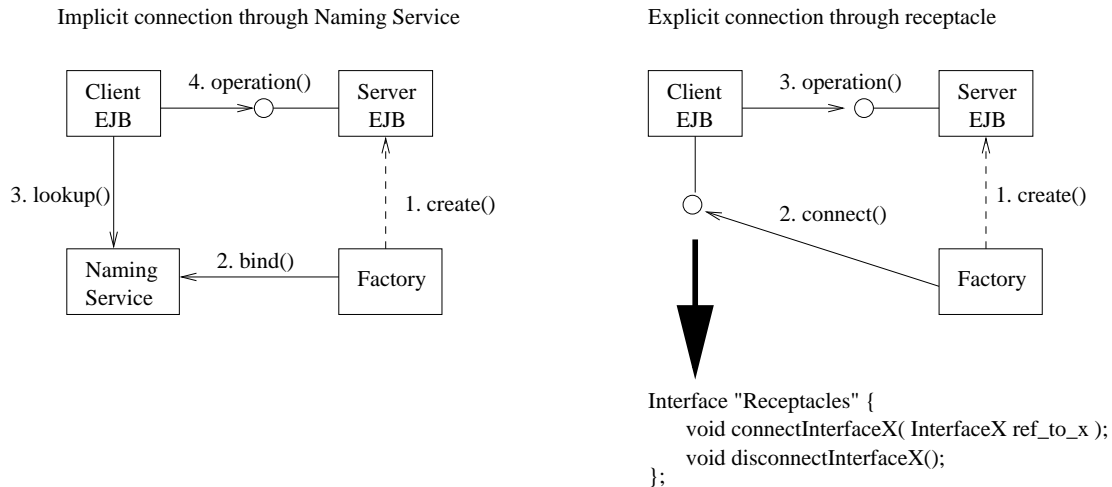 Implicit connection through Naming Service
Client
EJB
4. operation()
Server
EJB
3. lookup()
1. create()
Naming
Service
2. bind()
Factory
Explicit connection through receptacle
Client
EJB
3. operation()
Server
EJB
1. create()
2. connect()
Factory
Interface "Receptacles" {
void connectInterfaceX( InterfaceX ref_to_x );
void disconnectInterfaceX();
};